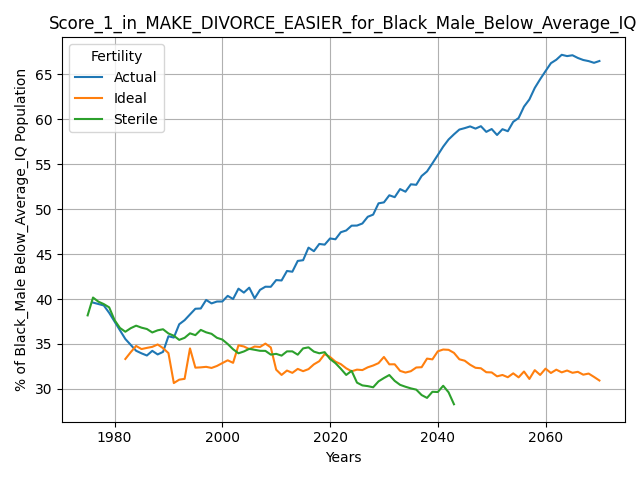 Score_1_in_MAKE_DIVORCE_EASIER_for_Black_Male_Below_Average_IQ
% of Black_Male Below_Average_IQ Population
Fertility
Actual
Ideal
Sterile
65
60
55
50
45
40
35
30
1980
2000
2020
2040
2060
Years